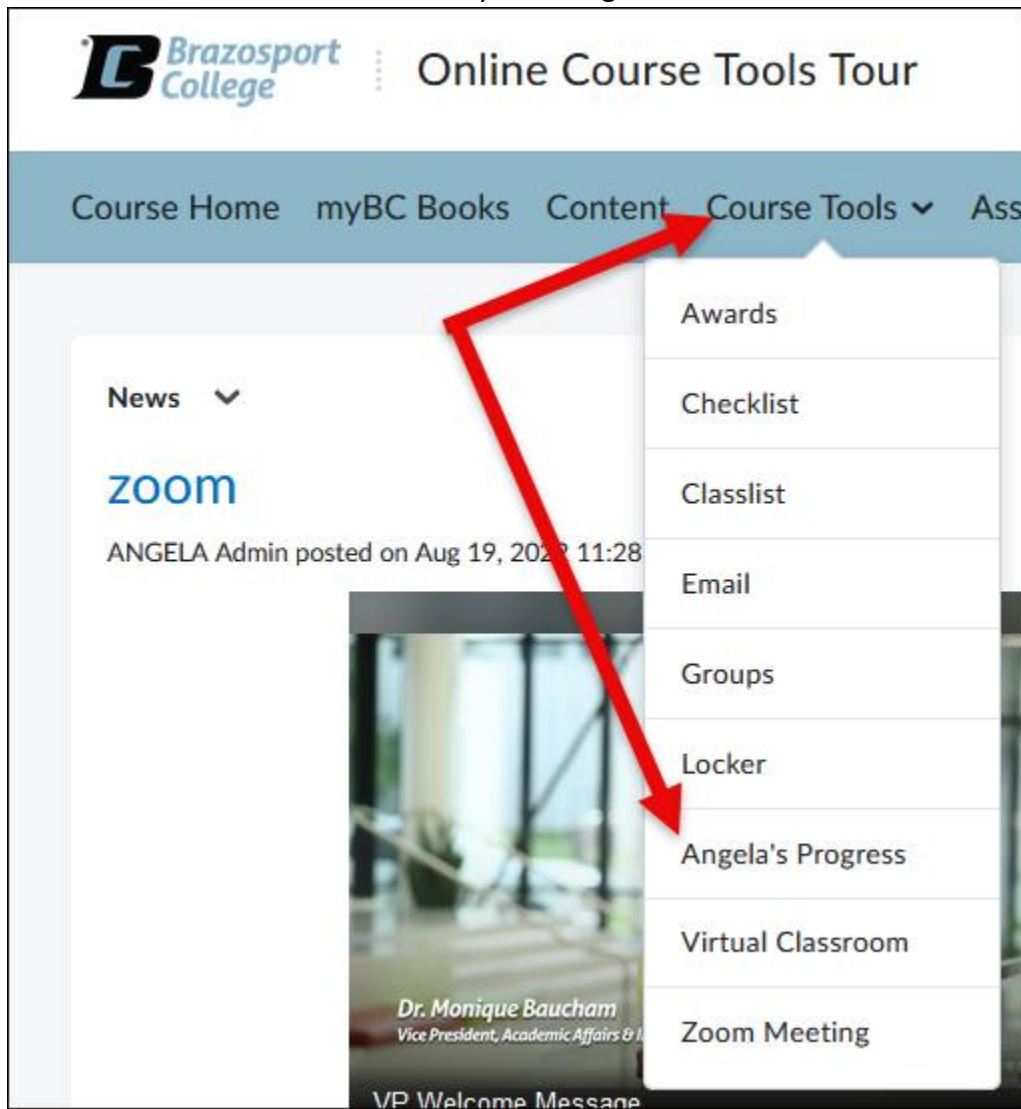 Brazosport
College
Online Course Tools Tour
Course Home myBC Books Content Course Tools Ass
Awards
News
Checklist
zoom
Classlist
ANGELA Admin posted on Aug 19, 2022 11:28
Email
Groups
Locker
Angela's Progress
Virtual Classroom
Dr. Monique Baucham
Vice President, Academic Affairs & I
Zoom Meeting
VP Welcome Message